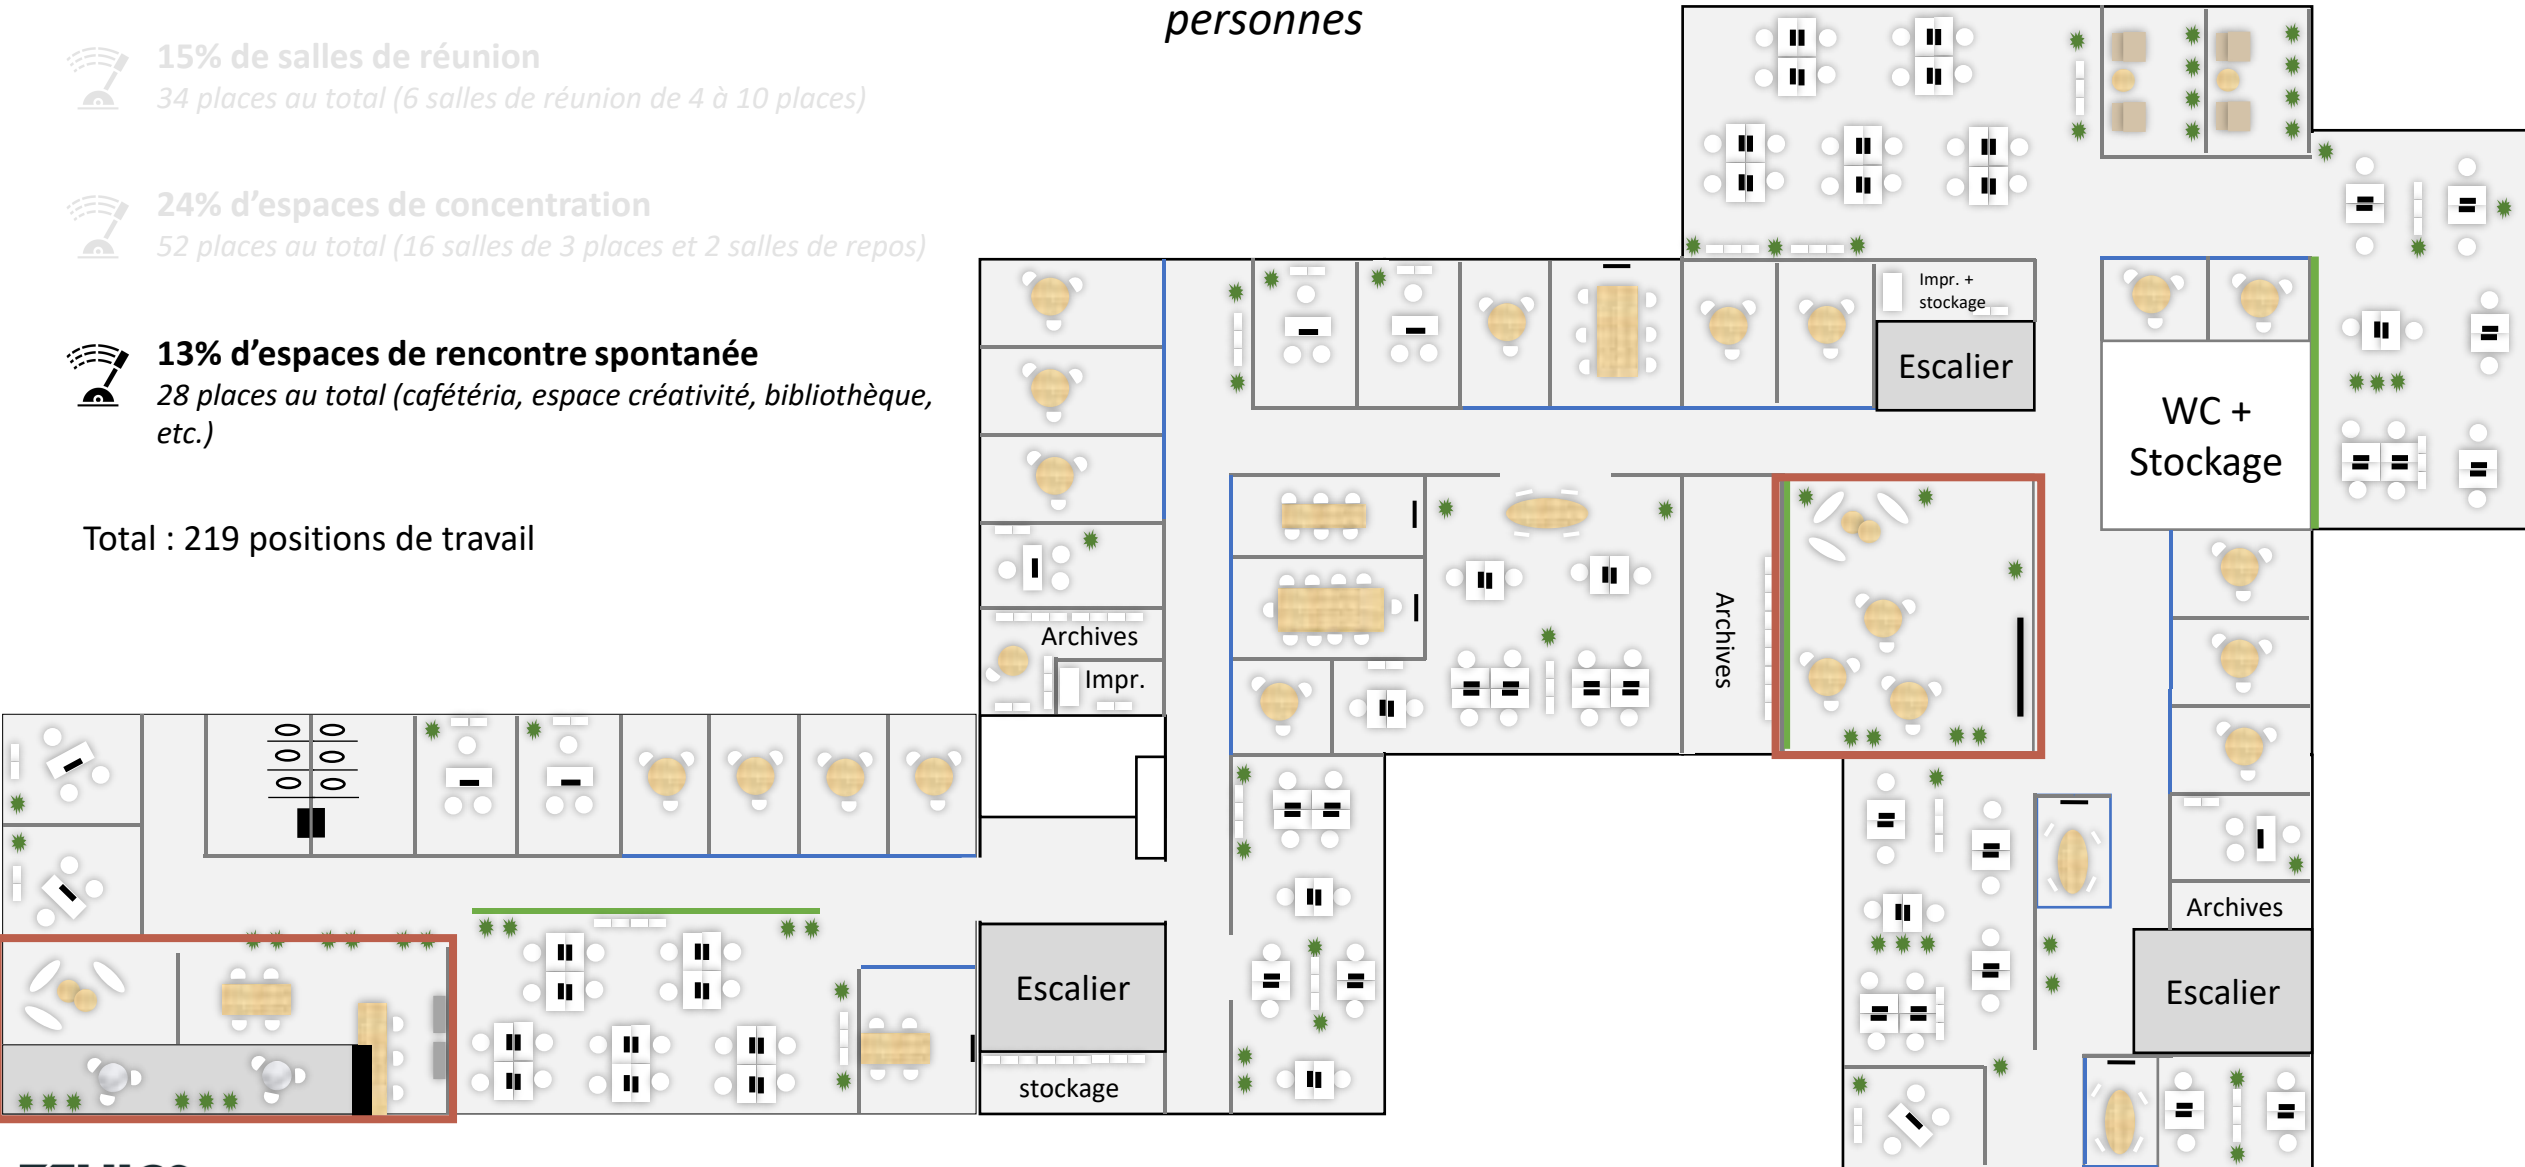 personnes
15% de salles de réunion
34 places au total (6 salles de réunion de 4 à 10 places)
24% d'espaces de concentration
52 places au total (16 salles de 3 places et 2 salles de repos)
13% d'espaces de rencontre spontanée
28 places au total (cafétéria, espace créativité, bibliothèque,
etc.)
Total : 219 positions de travail
Impr. +
stockage
Escalier
WC +
Stockage
Archives
Archives
Impr.
Archives
Escalier
Escalier
stockage